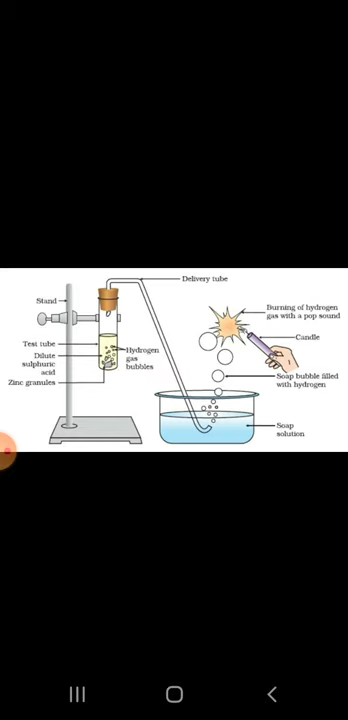 Delivery tube
Stand
Burning of hydrogen
gas with a pop sound
Candle
Test tube
Dilute
sulphuric
acid
Zinc granules
Hydrogen
gas
bubbles
Soap bubble filled
with hydrogen
Soap
solution